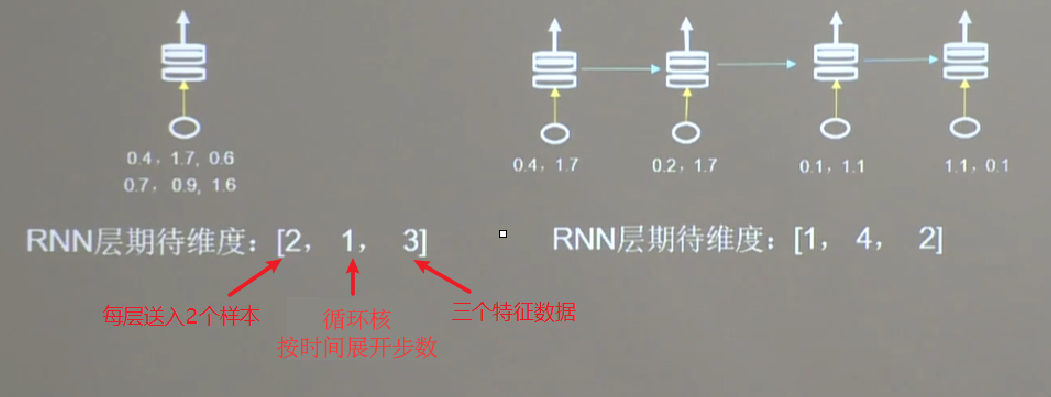 0.4, 1.7, 0.6
0.7, 0.9, 1.6
RNN层期待维度：[2, 1, 3]
每层送入2个样本
循环核
按时间展开步数
三个特征数据
0.4, 1.7
0.2, 1.7
0.1, 1.1
1.1, 0.1
RNN层期待维度：[1, 4, 2]